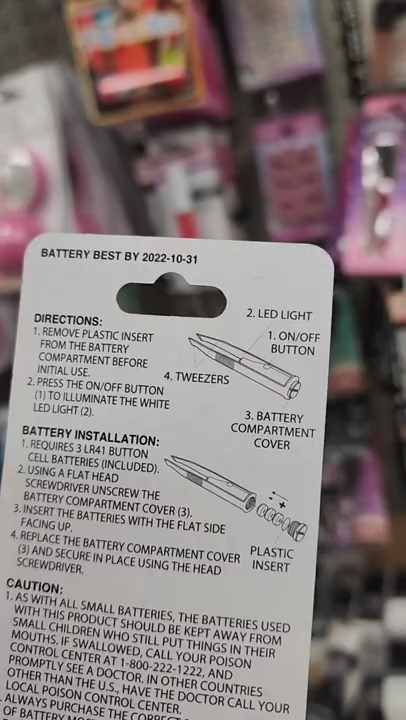 BATTERY BEST BY 2022-10-31
2. LED LIGHT
1. ON/OFF
BUTTON
4. TWEEZERS
3. BATTERY
COMPARTMENT
COVER
DIRECTIONS:
1. REMOVE PLASTIC INSERT
FROM THE BATTERY
COMPARTMENT BEFORE
INITIAL USE.
2. PRESS THE ON/OFF BUTTON
(1) TO ILLUMINATE THE WHITE
LED LIGHT (2).
BATTERY INSTALLATION:
1. REQUIRES 3 LR41 BUTTON
CELL BATTERIES (INCLUDED).
2. USING A FLAT HEAD
SCREWDRIVER UNSCREW THE
BATTERY COMPARTMENT COVER (3).
3. INSERT THE BATTERIES WITH THE FLAT SIDE
FACING UP.
4. REPLACE THE BATTERY COMPARTMENT COVER
(3) AND SECURE IN PLACE USING THE HEAD
SCREWDRIVER.
+
PLASTIC
INSERT
CAUTION:
1. AS WITH ALL SMALL BATTERIES, THE BATTERIES USED
WITH THIS PRODUCT SHOULD BE KEPT AWAY FROM
SMALL CHILDREN WHO STILL PUT THINGS IN THEIR
MOUTHS. IF SWALLOWED, CALL YOUR POISON
CONTROL CENTER AT 1-800-222-1222, AND
PROMPTLY SEE A DOCTOR. IN OTHER COUNTRIES
OTHER THAN THE U.S., HAVE THE DOCTOR CALL YOUR
LOCAL POISON CONTROL CENTER.
ALWAYS PURCHASE THE CORRECT
OF BATTERY